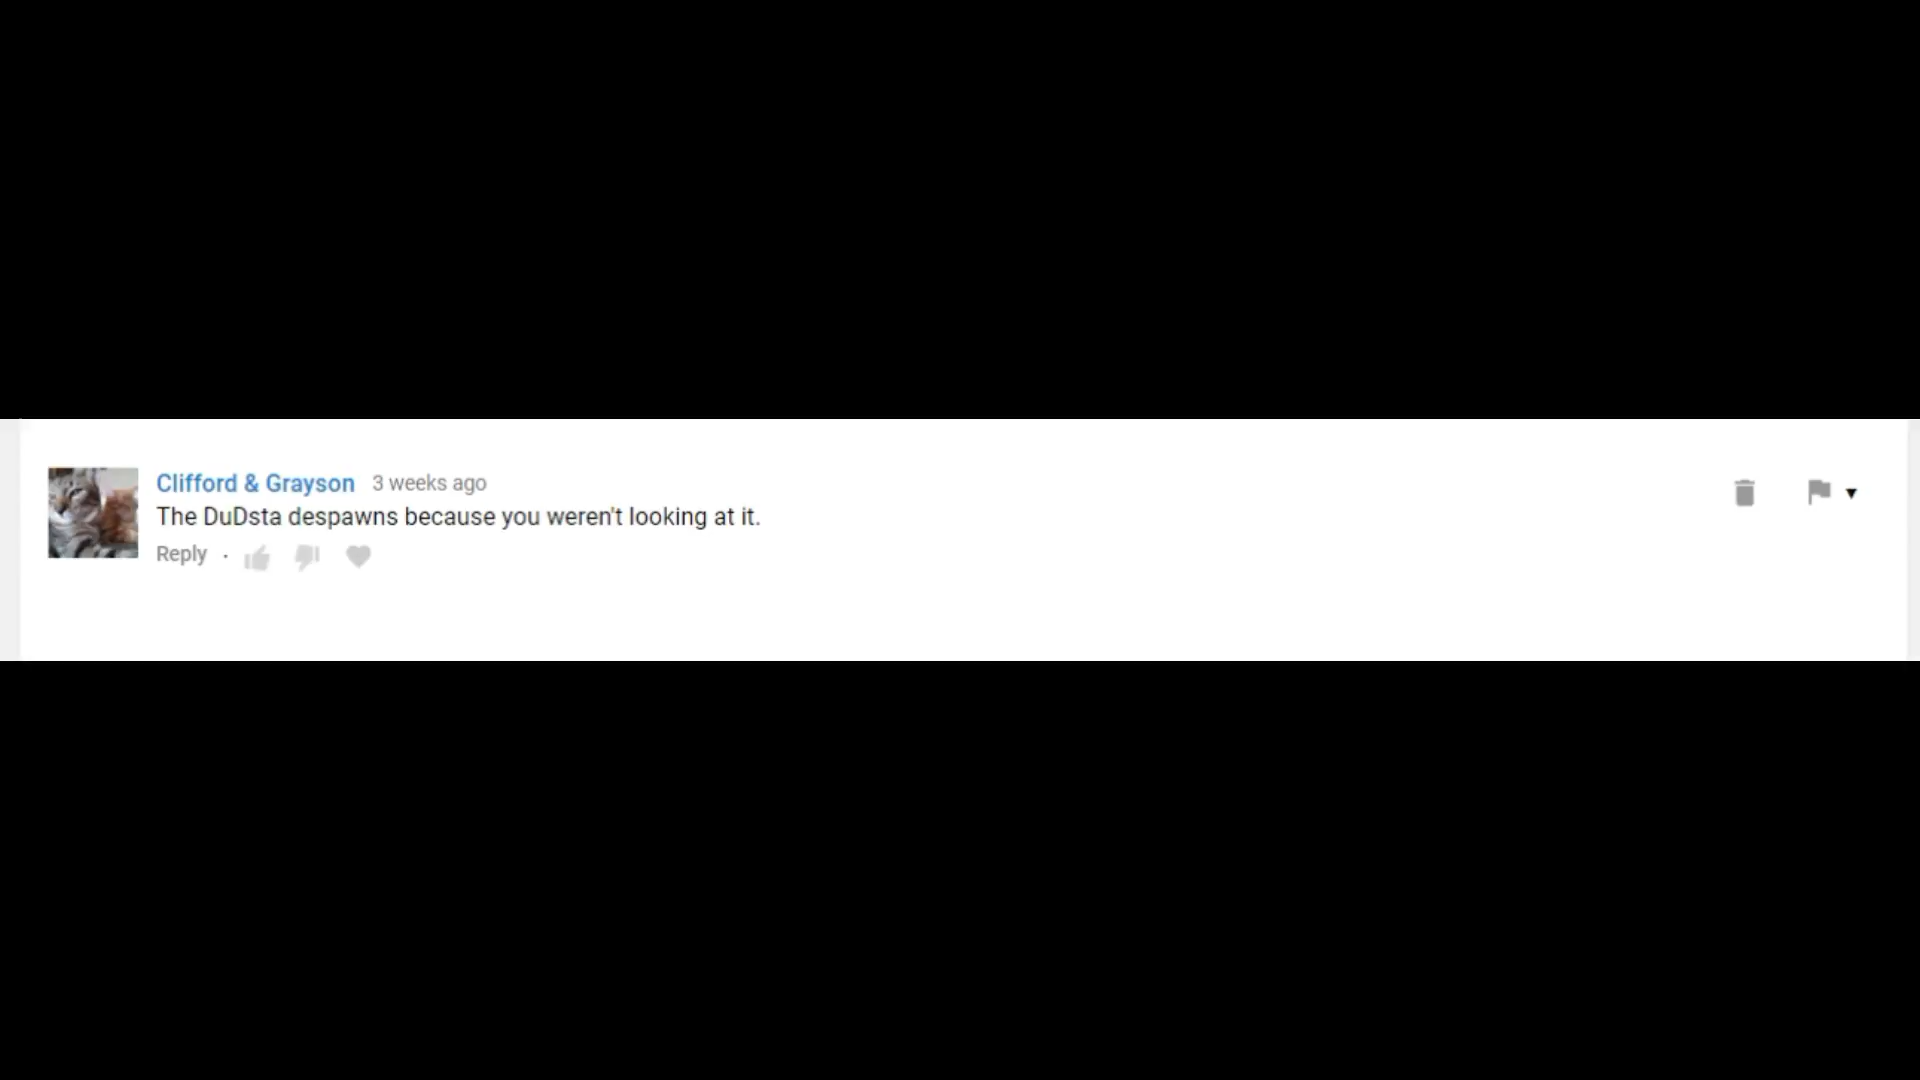 Clifford & Grayson 3 weeks ago
The DuDsta despawns because you weren't looking at it.
Reply ·